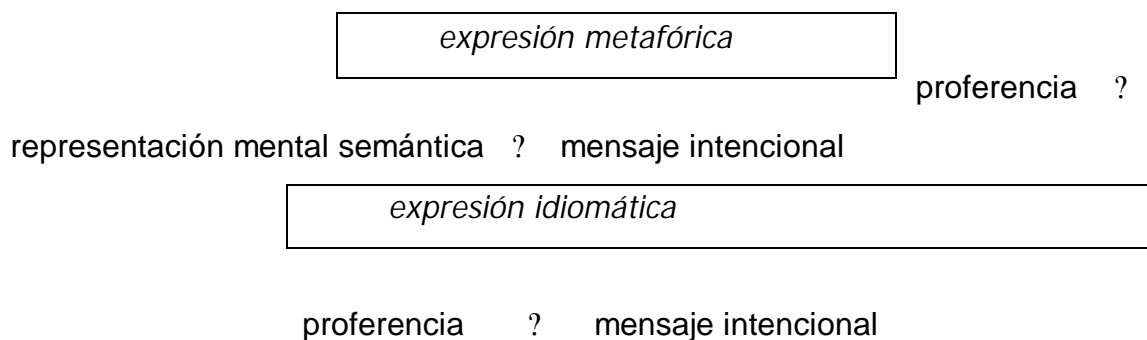 expresión metafórica
proferencia ?
representación mental semántica ? mensaje intencional
expresión idiomática
proferencia ? mensaje intencional